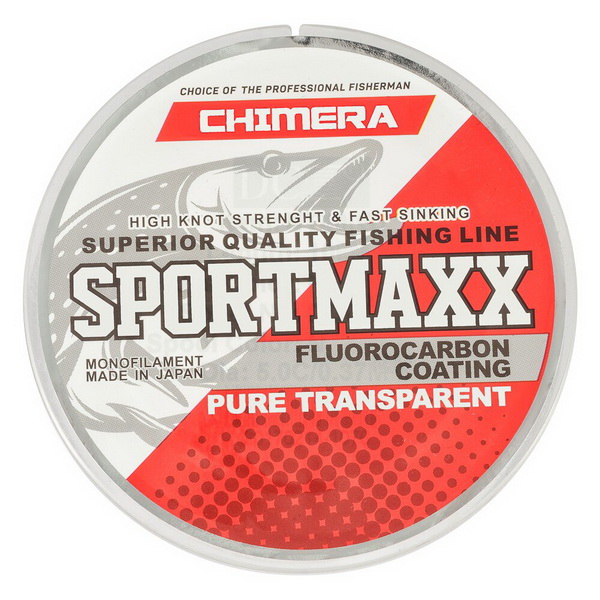 CHOICE OF THE PROFESSIONAL FISHERMAN
CHIMERA
HIGH KNOT STRENGHT & FAST SINKING
SUPERIOR QUALITY FISHING LINE
SPORTMAXX
FLUOROCARBON
COATING
MONOFILAMENT
MADE IN JAPAN
PURE TRANSPARENT